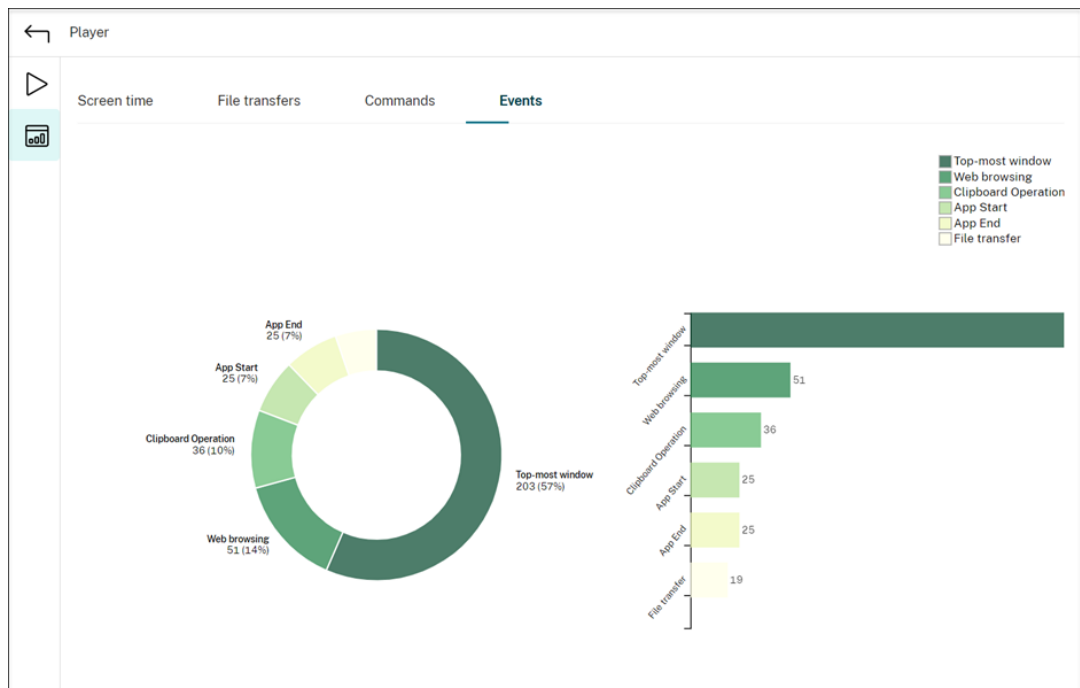 Player
Screen time
File transfers
Commands
Events
Top-most window
Web browsing
Clipboard Operation
App Start
App End
File transfer
App End
25 (7%)
App Start
25 (7%)
Clipboard Operation
36 (10%)
Web browsing
51 (14%)
Top-most window
203 (57%)
Top-most window
Web browsing
51
Clipboard Operation
36
App Start
25
App End
25
File transfer
19